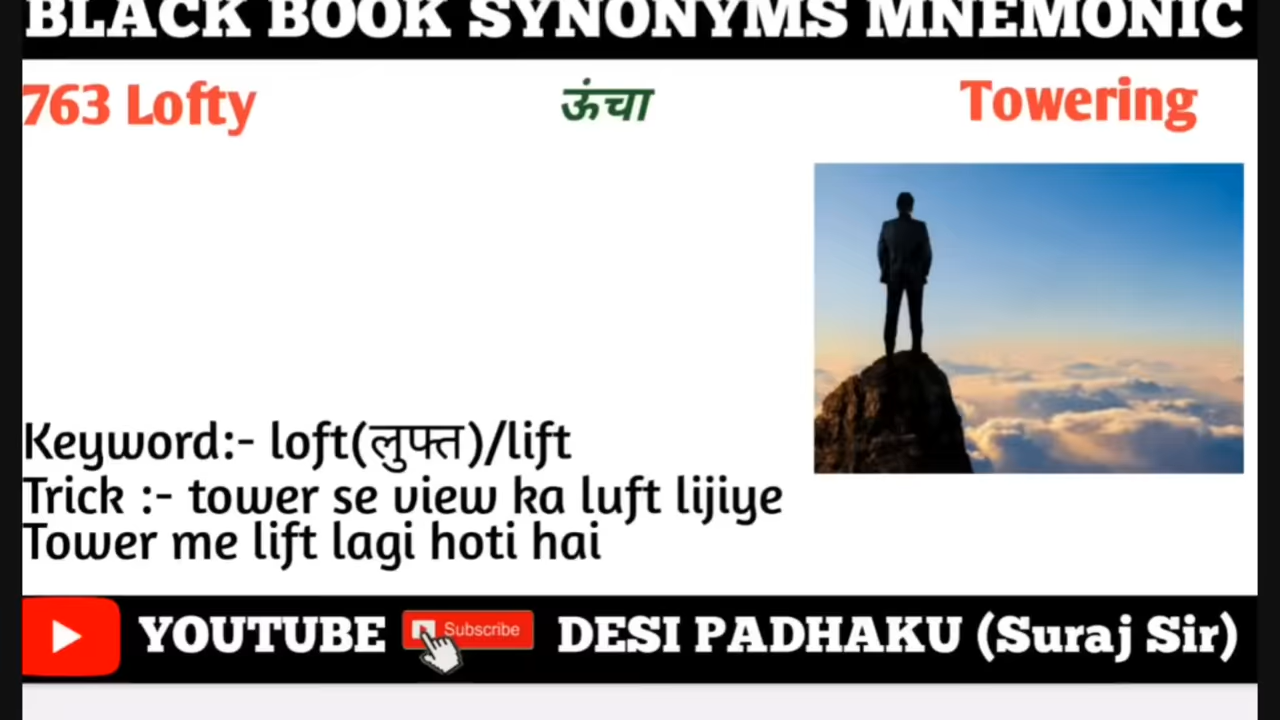 BLACK BOOK SYNONYMS MNEMONIC
763 Lofty ऊंचा Towering
Keyword:- loft(लुफ्त)/lift
Trick :- tower se view ka luft lijiye
Tower me lift lagi hoti hai
YOUTUBE Subscribe DESI PADHAKU (Suraj Sir)